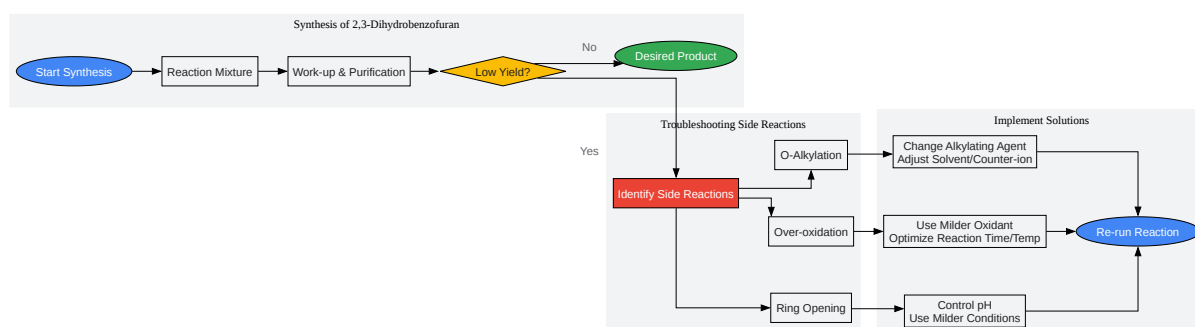 Synthesis of 2,3-Dihydrobenzofuran
Start Synthesis
Reaction Mixture
Work-up & Purification
Low Yield?
No
Desired Product
Yes
Troubleshooting Side Reactions
Identify Side Reactions
O-Alkylation
Over-oxidation
Ring Opening
Implement Solutions
Change Alkylating Agent
Adjust Solvent/Counter-ion
Use Milder Oxidant
Optimize Reaction Time/Temp
Control pH
Use Milder Conditions
Re-run Reaction